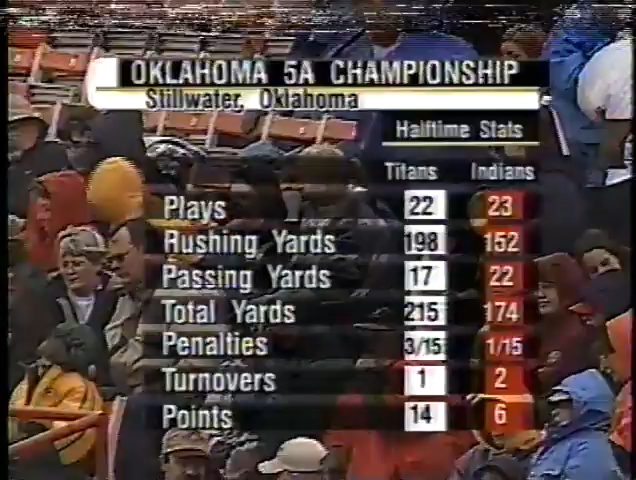 OKLAHOMA 5A CHAMPIONSHIP
Stillwater, Oklahoma
Halftime Stats
Titans Indians
Plays 22 23
Rushing Yards 198 152
Passing Yards 17 22
Total Yards 215 174
Penalties 3/15 1/15
Turnovers 1 2
Points 14 6